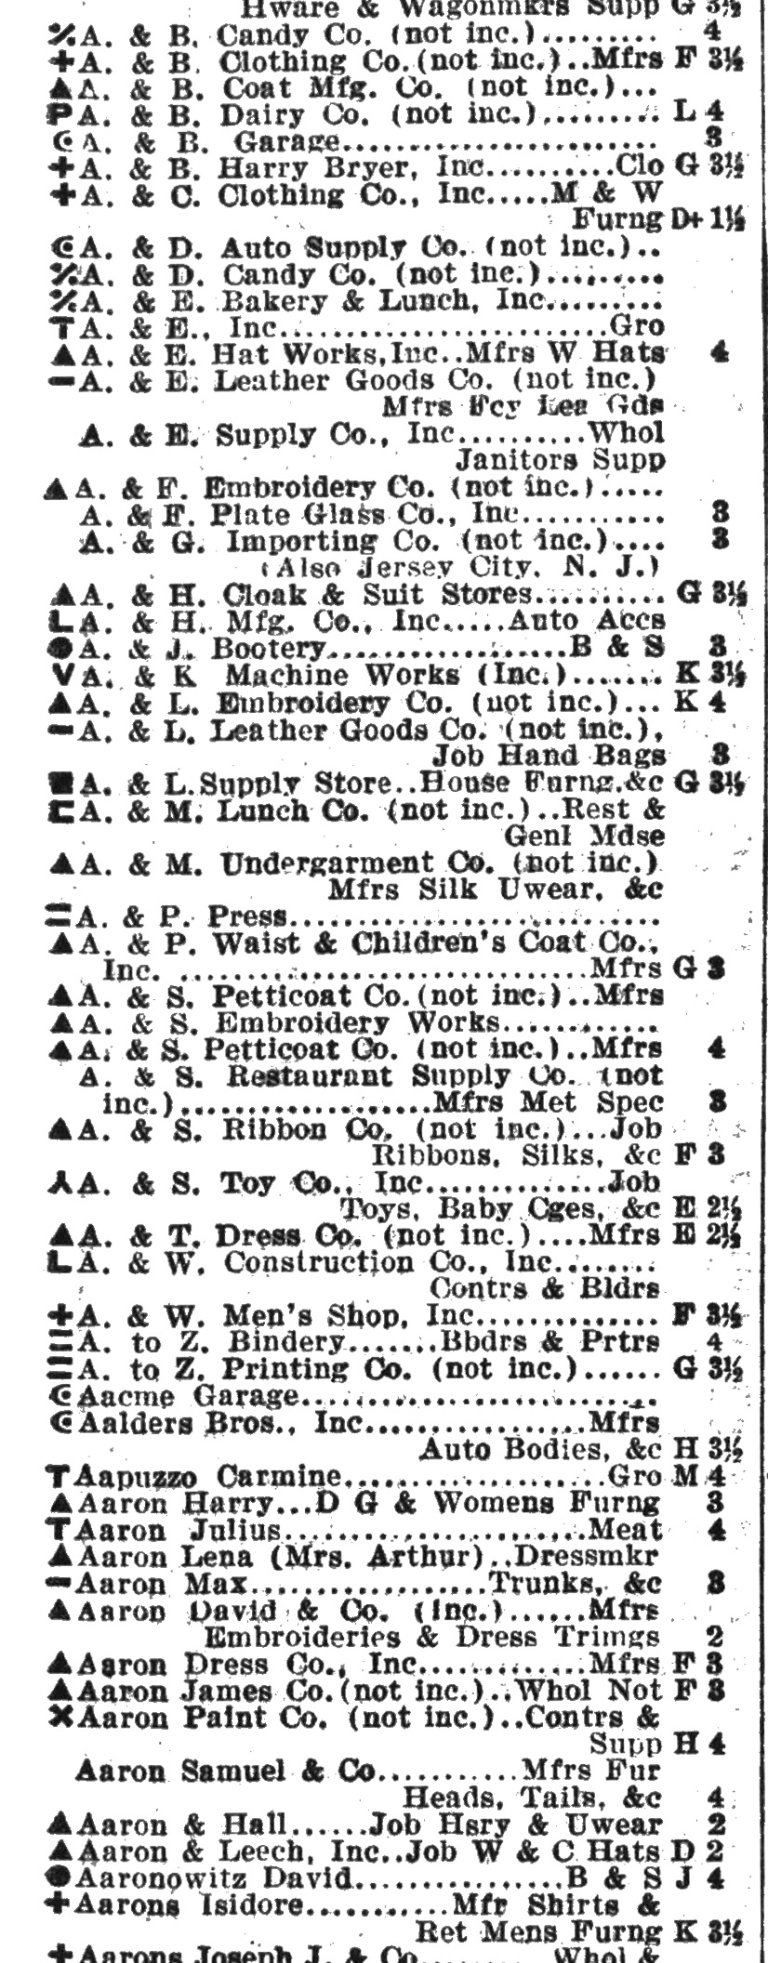 Hware & Wagonmkrs Supp G 3½
٪A. & B. Candy Co. (not inc.)......... 4
+A. & B. Clothing Co.(not inc.)..Mfrs F 3½
▲A. & B. Coat Mfg. Co. (not inc.)...
PA. & B. Dairy Co. (not inc.)......... L 4
☪A. & B. Garage........................ 3
+A. & B. Harry Bryer, Inc..........Clo G 3½
+A. & C. Clothing Co., Inc.....M & W
Furng D+ 1½
☪A. & D. Auto Supply Co. (not inc.)..
٪A. & D. Candy Co. (not inc.).........
٪A. & E. Bakery & Lunch, Inc.........
TA. & E., Inc.........................Gro
▲A. & E. Hat Works,Inc..Mfrs W Hats 4
—A. & E. Leather Goods Co. (not inc.)
Mfrs Fcy Lea Gds
A. & E. Supply Co., Inc..........Whol
Janitors Supp
▲A. & F. Embroidery Co. (not inc.).....
A. & F. Plate Glass Co., Inc........... 3
A. & G. Importing Co. (not inc.).... 3
(Also Jersey City, N. J.)
▲A. & H. Cloak & Suit Stores.......... G 3½
LA. & H. Mfg. Co., Inc.....Auto Accs
●A. & J. Bootery..................B & S 3
VA. & K Machine Works (Inc.)....... K 3½
▲A. & L. Embroidery Co. (not inc.)... K 4
—A. & L. Leather Goods Co. (not inc.),
Job Hand Bags 3
■A. & L.Supply Store..House Furng.&c G 3½
⊏A. & M. Lunch Co. (not inc.)..Rest &
Genl Mdse
▲A. & M. Undergarment Co. (not inc.)
Mfrs Silk Uwear, &c
=A. & P. Press............................
▲A. & P. Waist & Children's Coat Co.,
Inc. ...............................Mfrs G 3
▲A. & S. Petticoat Co.(not inc.)..Mfrs
▲A. & S. Embroidery Works............
▲A. & S. Petticoat Co. (not inc.)..Mfrs 4
A. & S. Restaurant Supply Co. (not
inc.)...................Mfrs Met Spec 3
▲A. & S. Ribbon Co. (not inc.)...Job
Ribbons, Silks, &c F 3
⅄A. & S. Toy Co., Inc.............Job
Toys, Baby Cges, &c E 2½
▲A. & T. Dress Co. (not inc.)....Mfrs E 2½
LA. & W. Construction Co., Inc........
Contrs & Bldrs
+A. & W. Men's Shop, Inc.............. F 3½
=A. to Z. Bindery.......Bbdrs & Prtrs 4
=A. to Z. Printing Co. (not inc.)...... G 3½
☪Aacme Garage...........................
☪Aalders Bros., Inc.................Mfrs
Auto Bodies, &c H 3½
TAapuzzo Carmine....................Gro M 4
▲Aaron Harry...D G & Womens Furng 3
TAaron Julius.......................Meat 4
▲Aaron Lena (Mrs. Arthur)..Dressmkr
—Aaron Max..................Trunks, &c 3
▲Aaron David & Co. (Inc.)......Mfrs
Embroideries & Dress Trimgs 2
▲Aaron Dress Co., Inc.............Mfrs F 3
▲Aaron James Co.(not inc.)..Whol Not F 3
✕Aaron Paint Co. (not inc.)..Contrs &
Supp H 4
Aaron Samuel & Co...........Mfrs Fur
Heads, Tails, &c 4
▲Aaron & Hall......Job Hsry & Uwear 2
▲Aaron & Leech, Inc..Job W & C Hats D 2
●Aaronowitz David................B & S J 4
+Aarons Isidore...........Mfr Shirts &
Ret Mens Furng K 3½
+Aarons Joseph J. & Co........Whol &